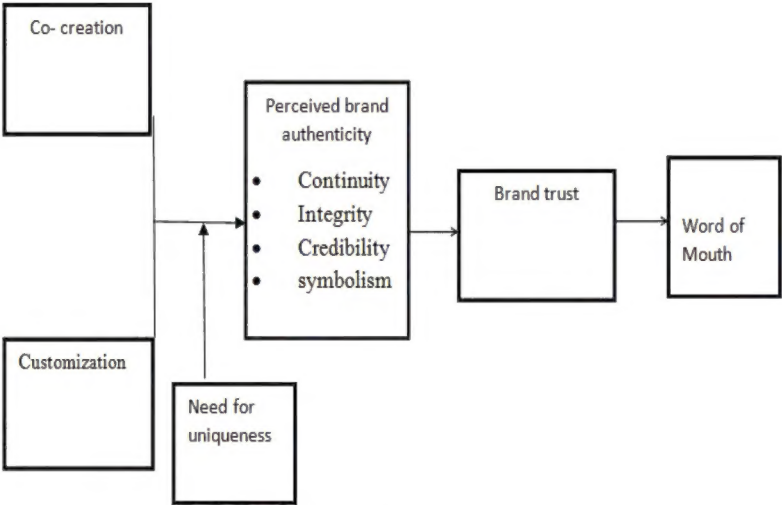 Co- creation
Perceived brand
authenticity
• Continuity
• Integrity
• Credibility
• symbolism
Brand trust
Word of
Mouth
Customization
Need for
uniqueness